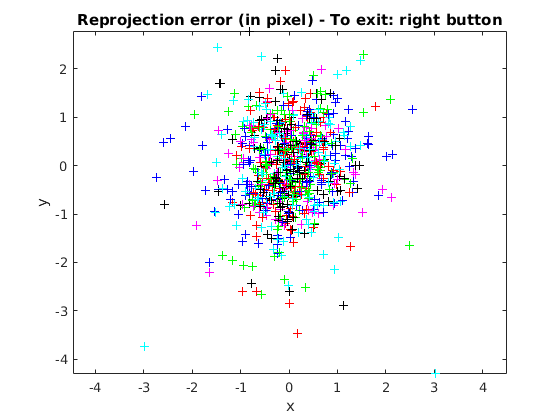 Reprojection error (in pixel) - To exit: right button
2
1
0
-1
-2
-3
-4
y
-4 -3 -2 -1 0 1 2 3 4
x